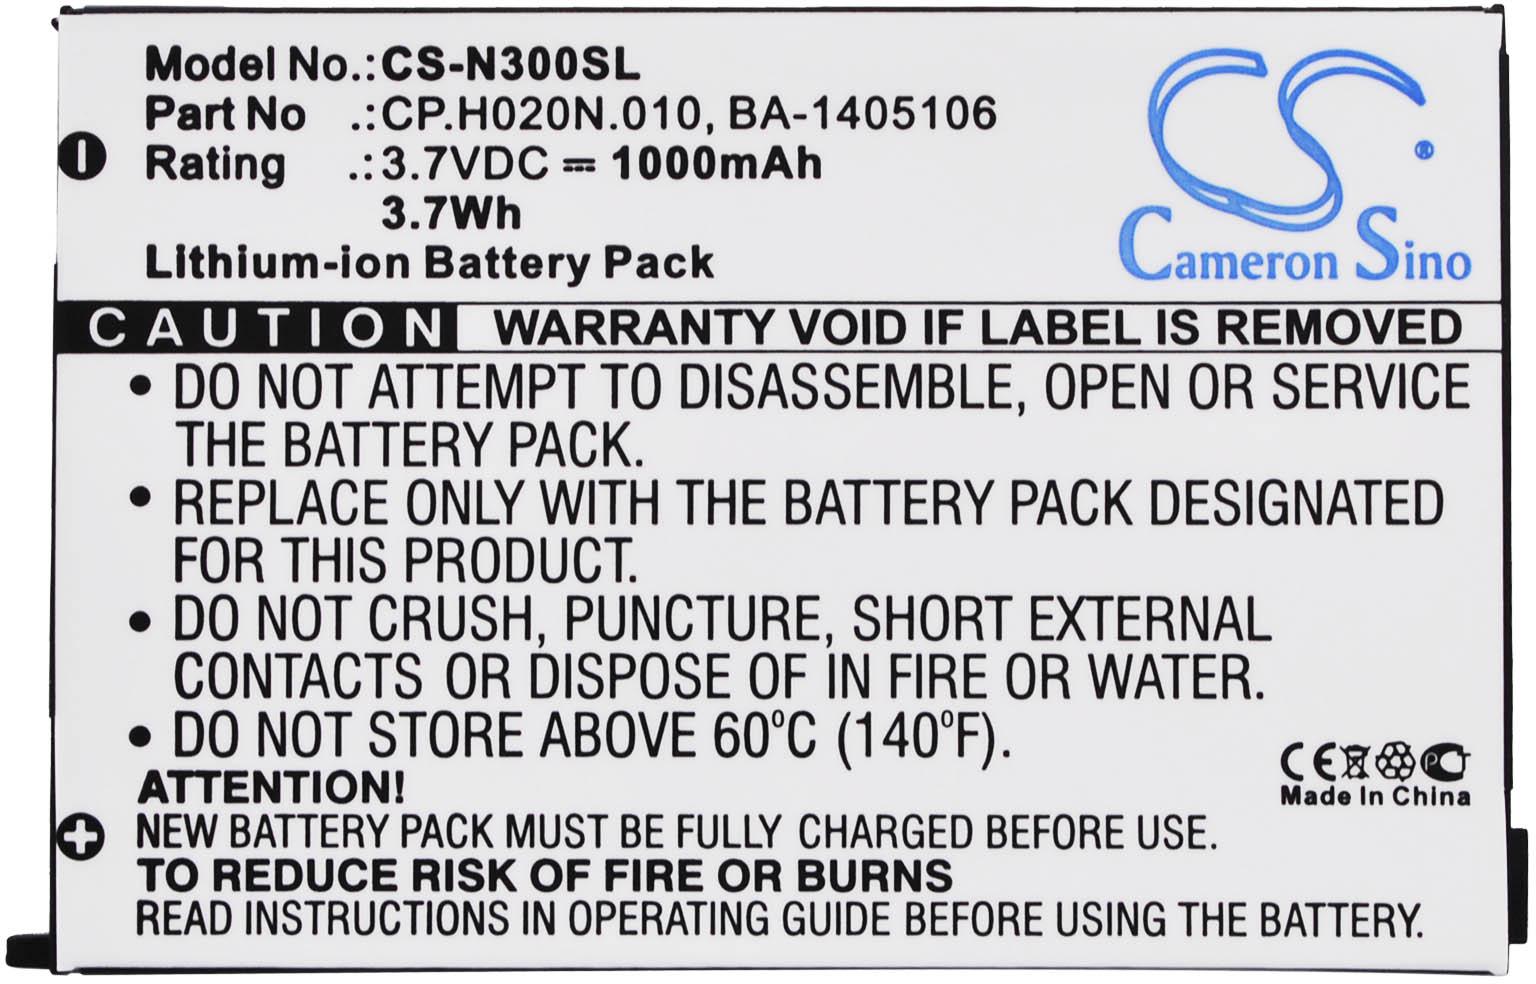 Model No.:CS-N300SL
Part No .:CP.H020N.010, BA-1405106
Rating .:3.7VDC ⎓ 1000mAh
3.7Wh
Lithium-ion Battery Pack
CS
®
Cameron Sino
CAUTION WARRANTY VOID IF LABEL IS REMOVED
• DO NOT ATTEMPT TO DISASSEMBLE, OPEN OR SERVICE
THE BATTERY PACK.
• REPLACE ONLY WITH THE BATTERY PACK DESIGNATED
FOR THIS PRODUCT.
• DO NOT CRUSH, PUNCTURE, SHORT EXTERNAL
CONTACTS OR DISPOSE OF IN FIRE OR WATER.
• DO NOT STORE ABOVE 60ºC (140ºF).
CE PCT
Made In China
ATTENTION!
NEW BATTERY PACK MUST BE FULLY CHARGED BEFORE USE.
TO REDUCE RISK OF FIRE OR BURNS
READ INSTRUCTIONS IN OPERATING GUIDE BEFORE USING THE BATTERY.